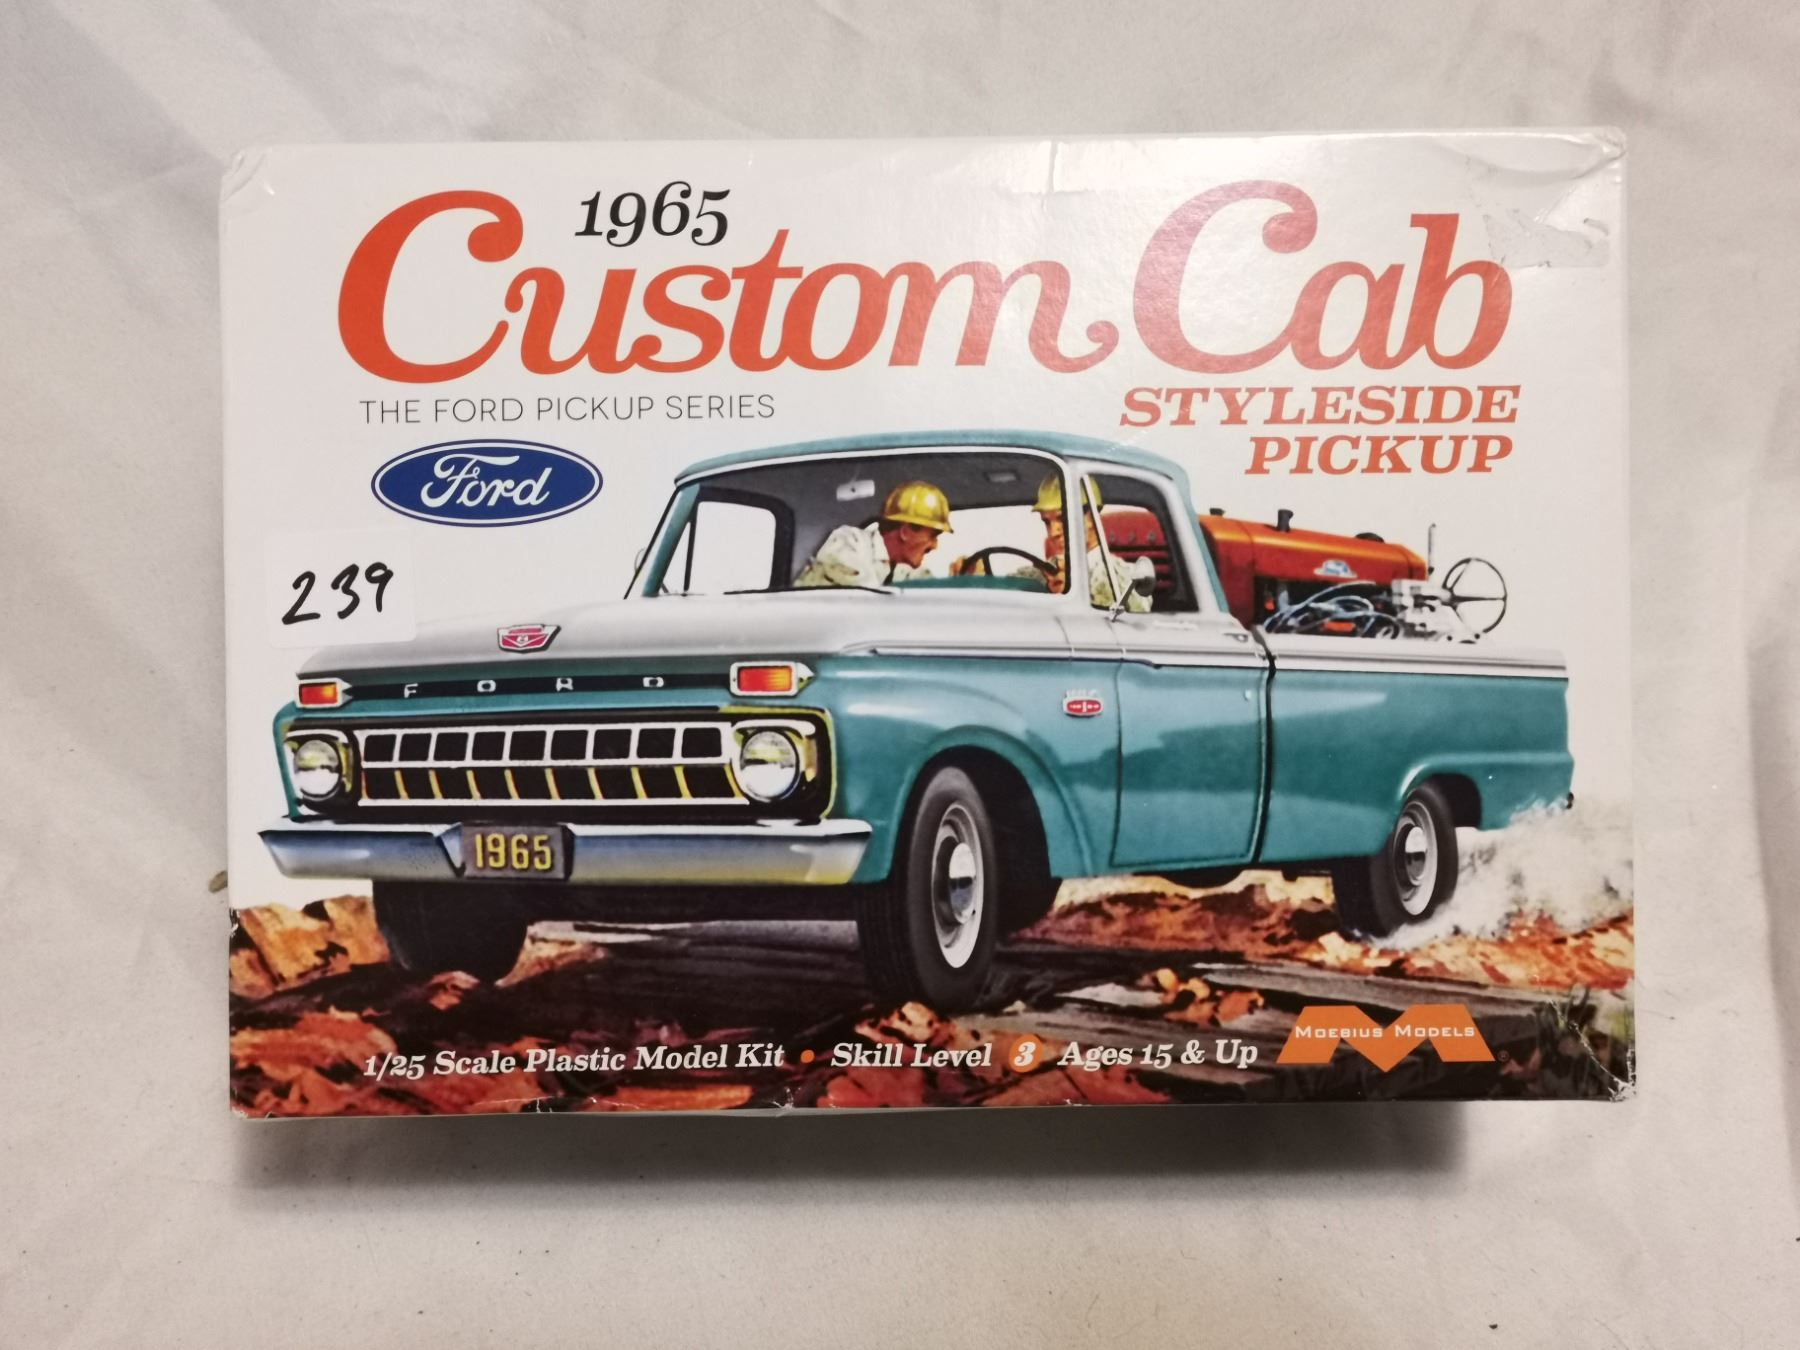 1965
Custom Cab
THE FORD PICKUP SERIES
STYLESIDE
PICKUP
Ford
239
8
FORD
1965
1/25 Scale Plastic Model Kit • Skill Level 3 Ages 15 & Up
MOEBIUS MODELS
®